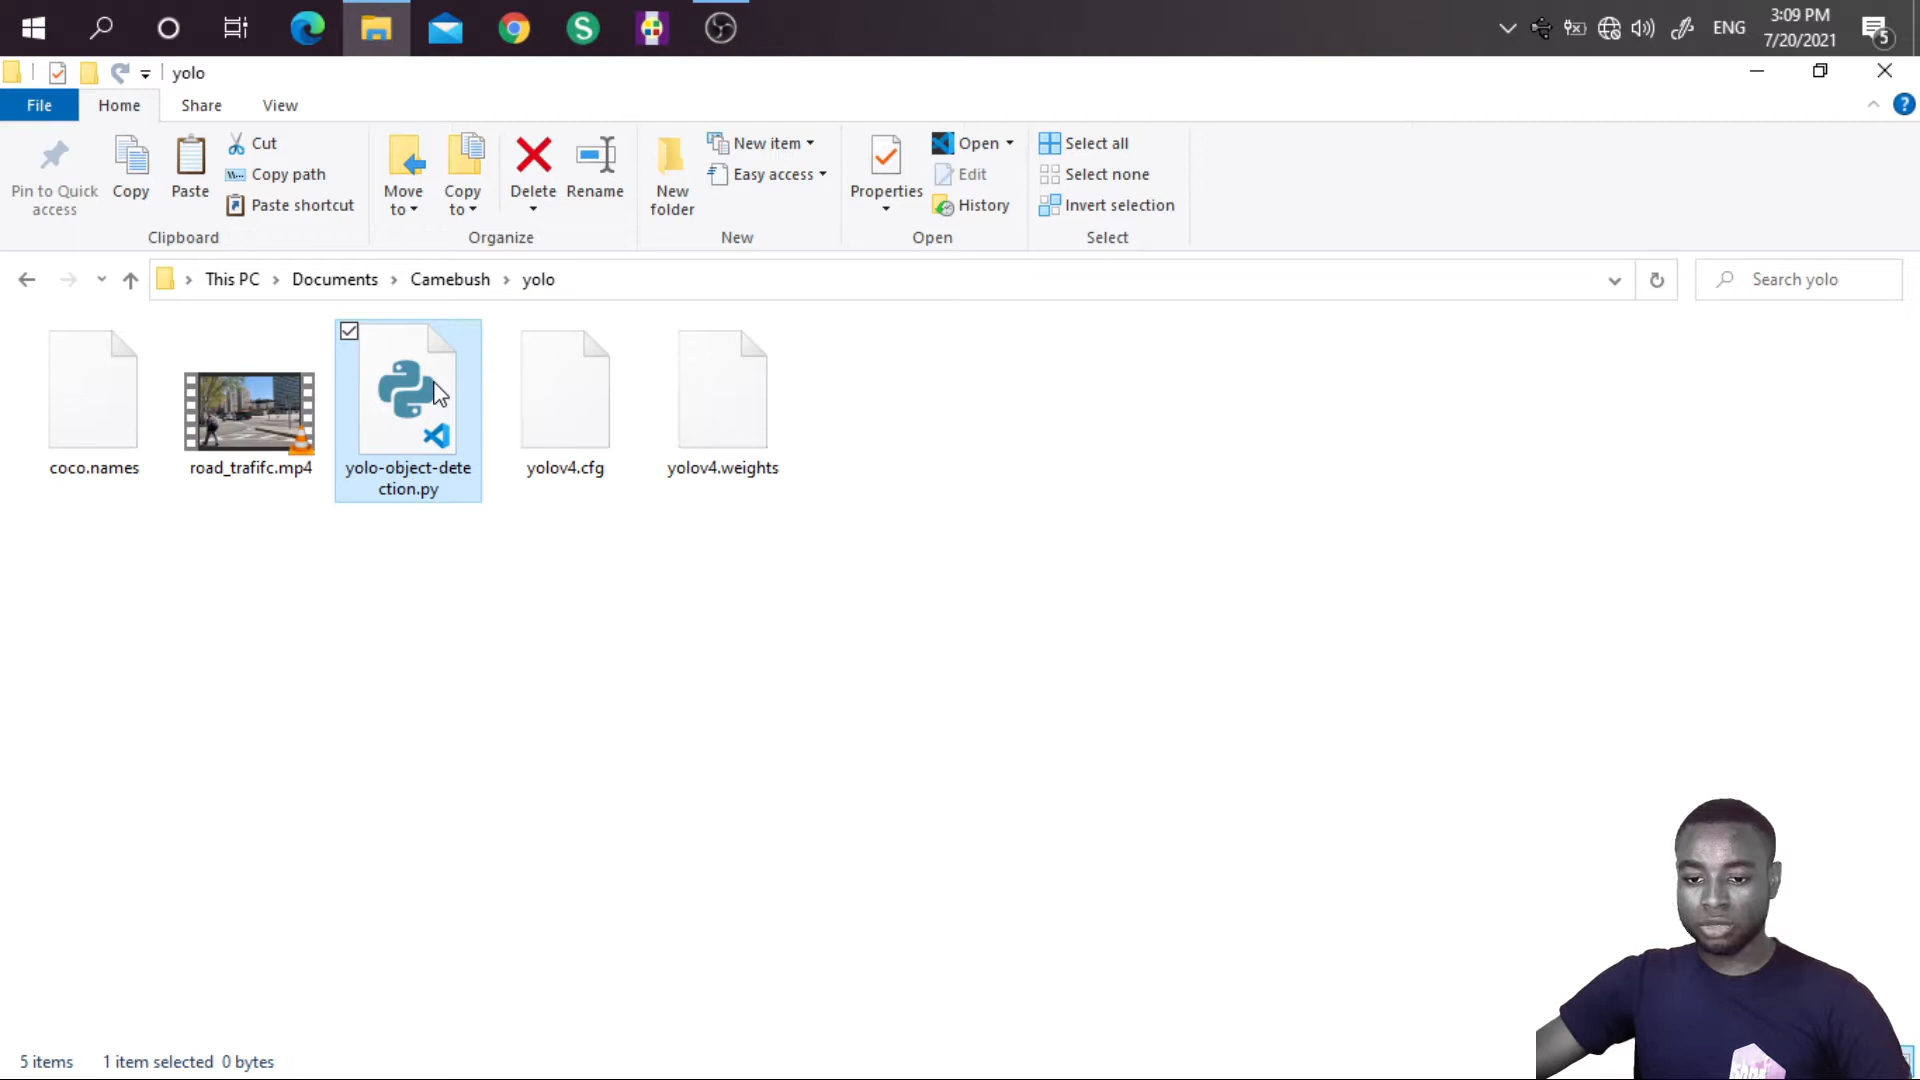 ENG
3:09 PM
7/20/2021
5
yolo
File
Home
Share
View
Pin to Quick
access
Copy
Paste
Cut
Copy path
Paste shortcut
Clipboard
Move
to
Copy
to
Delete
Rename
Organize
New
folder
New item
Easy access
New
Properties
Open
Edit
History
Open
Select all
Select none
Invert selection
Select
This PC
Documents
Camebush
yolo
Search yolo
coco.names
road_trafifc.mp4
yolo-object-dete
ction.py
yolov4.cfg
yolov4.weights
5 items
1 item selected
0 bytes